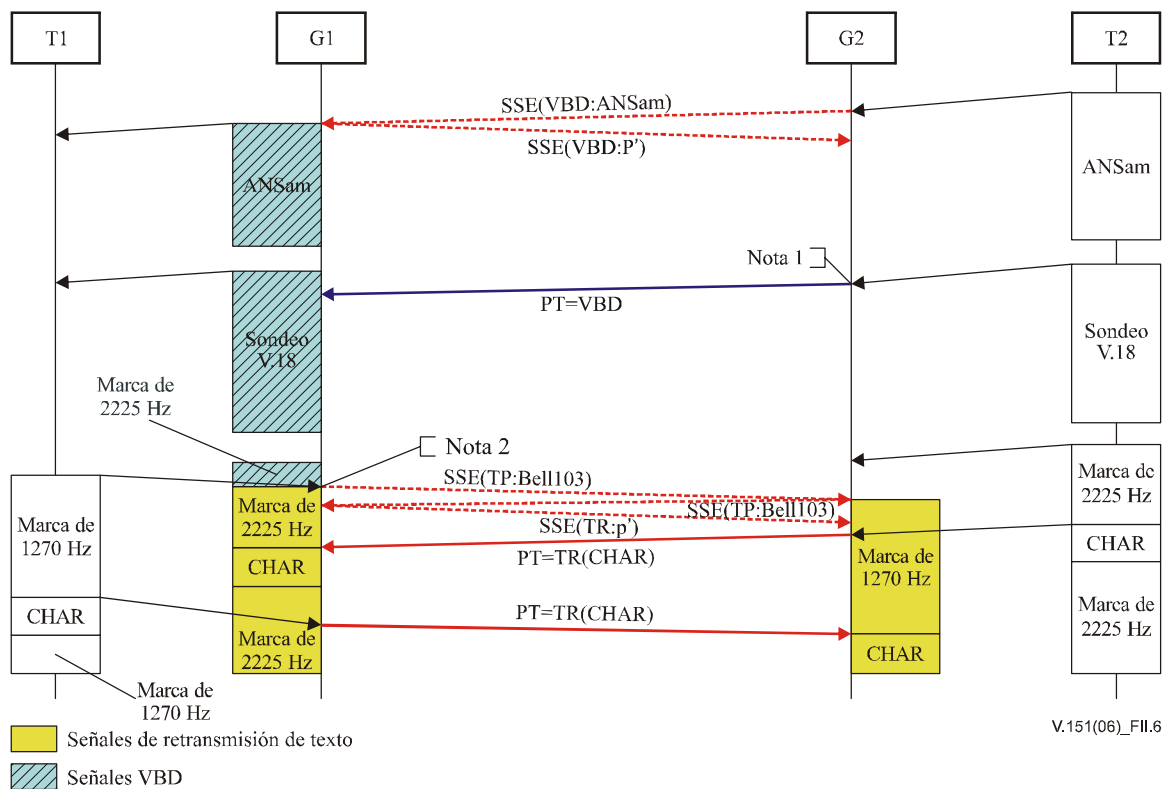 T1
G1
G2
T2
SSE(VBD:ANSam)
SSE(VBD:P')
ANSam
ANSam
Nota 1
PT=VBD
Sondeo
V.18
Sondeo
V.18
Marca de
2225 Hz
Nota 2
SSE(TP:Bell103)
Marca de
2225 Hz
Marca de
2225 Hz
SSE(TP:Bell103)
Marca de
1270 Hz
SSE(TR:p')
PT=TR(CHAR)
CHAR
Marca de
1270 Hz
CHAR
CHAR
PT=TR(CHAR)
Marca de
2225 Hz
Marca de
2225 Hz
CHAR
Marca de
1270 Hz
V.151(06)_FII.6
Señales de retransmisión de texto
Señales VBD